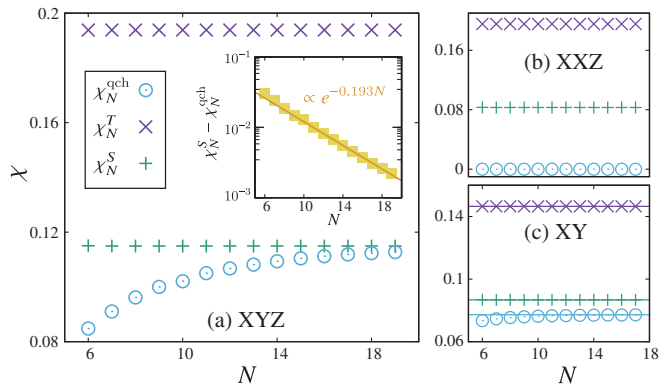 0.2
0.16
0.12
0.08
χ
χ_N^qch
χ_N^T
χ_N^S
10^−1
10^−2
10^−3
χ_N^S − χ_N^qch
∝ e^−0.193N
6 10 14 18
N
(a) XYZ
6 10 14 18
N
0.16
0.08
0
(b) XXZ
0.14
0.1
0.06
(c) XY
6 10 14 18
N